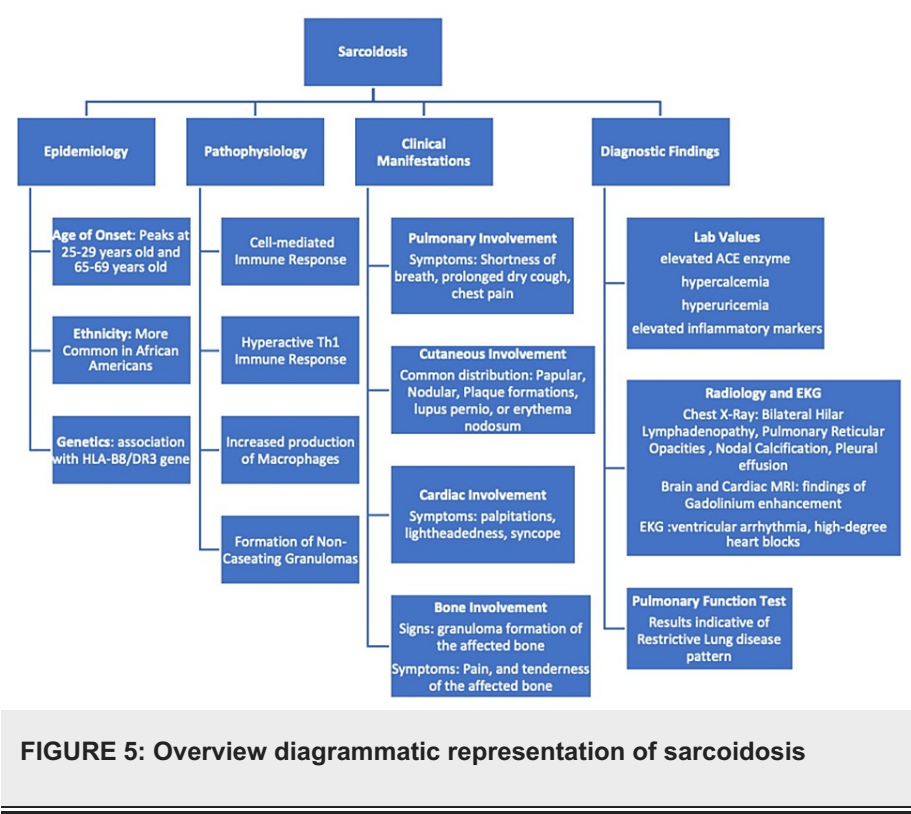 Sarcoidosis
Epidemiology
Pathophysiology
Clinical
Manifestations
Diagnostic Findings
Age of Onset: Peaks at
25-29 years old and
65-69 years old
Ethnicity: More
Common in African
Americans
Genetics: association
with HLA-B8/DR3 gene
Cell-mediated
Immune Response
Hyperactive Th1
Immune Response
Increased production
of Macrophages
Formation of Non-
Caseating Granulomas
Pulmonary Involvement
Symptoms: Shortness of
breath, prolonged dry cough,
chest pain
Cutaneous Involvement
Common distribution: Papular,
Nodular, Plaque formations,
lupus pernio, or erythema
nodosum
Cardiac Involvement
Symptoms: palpitations,
lightheadedness, syncope
Bone Involvement
Signs: granuloma formation of
the affected bone
Symptoms: Pain, and tenderness
of the affected bone
Lab Values
elevated ACE enzyme
hypercalcemia
hyperuricemia
elevated inflammatory markers
Radiology and EKG
Chest X-Ray: Bilateral Hilar
Lymphadenopathy, Pulmonary Reticular
Opacities , Nodal Calcification, Pleural
effusion
Brain and Cardiac MRI: findings of
Gadolinium enhancement
EKG :ventricular arrhythmia, high-degree
heart blocks
Pulmonary Function Test
Results indicative of
Restrictive Lung disease
pattern
FIGURE 5: Overview diagrammatic representation of sarcoidosis